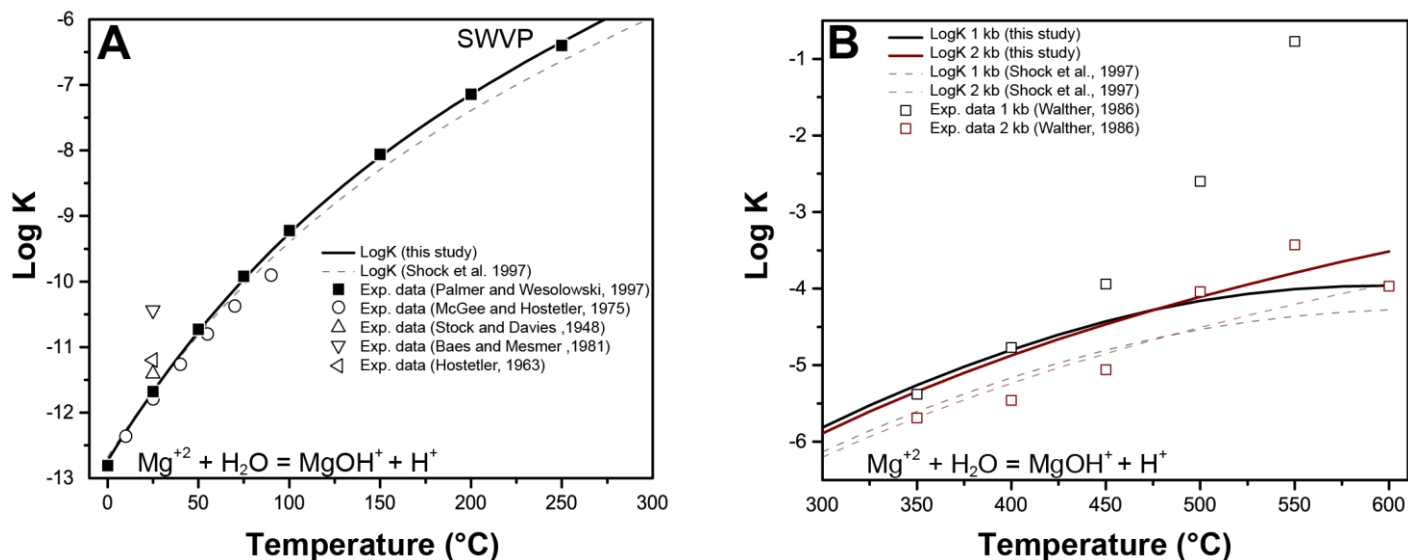 A
SWVP
Log K
-6
-7
-8
-9
-10
-11
-12
-13
LogK (this study)
LogK (Shock et al. 1997)
Exp. data (Palmer and Wesolowski, 1997)
Exp. data (McGee and Hostetler, 1975)
Exp. data (Stock and Davies ,1948)
Exp. data (Baes and Mesmer ,1981)
Exp. data (Hostetler, 1963)
Mg+2 + H2O = MgOH+ + H+
0 50 100 150 200 250 300
Temperature (°C)
B
LogK 1 kb (this study)
LogK 2 kb (this study)
LogK 1 kb (Shock et al., 1997)
LogK 2 kb (Shock et al., 1997)
Exp. data 1 kb (Walther, 1986)
Exp. data 2 kb (Walther, 1986)
Log K
-1
-2
-3
-4
-5
-6
Mg+2 + H2O = MgOH+ + H+
300 350 400 450 500 550 600
Temperature (°C)